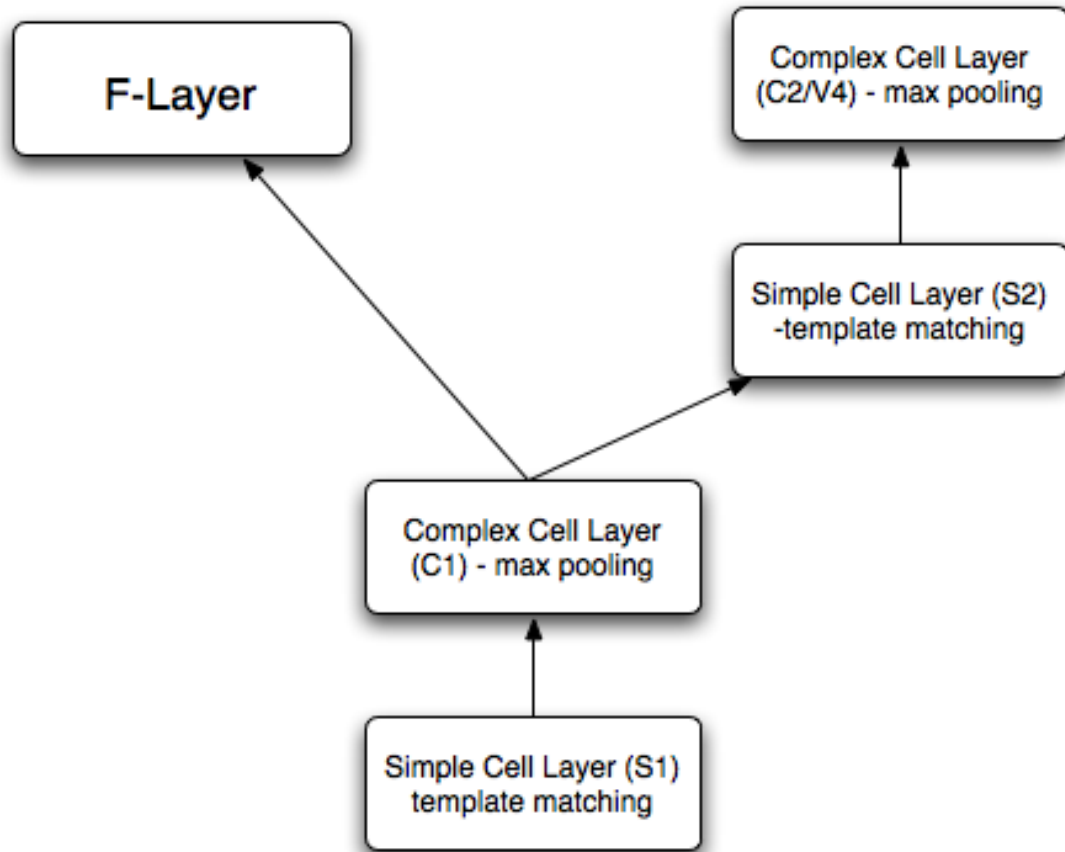 F-Layer
Complex Cell Layer
(C2/V4) - max pooling
Simple Cell Layer (S2)
-template matching
Complex Cell Layer
(C1) - max pooling
Simple Cell Layer (S1)
template matching